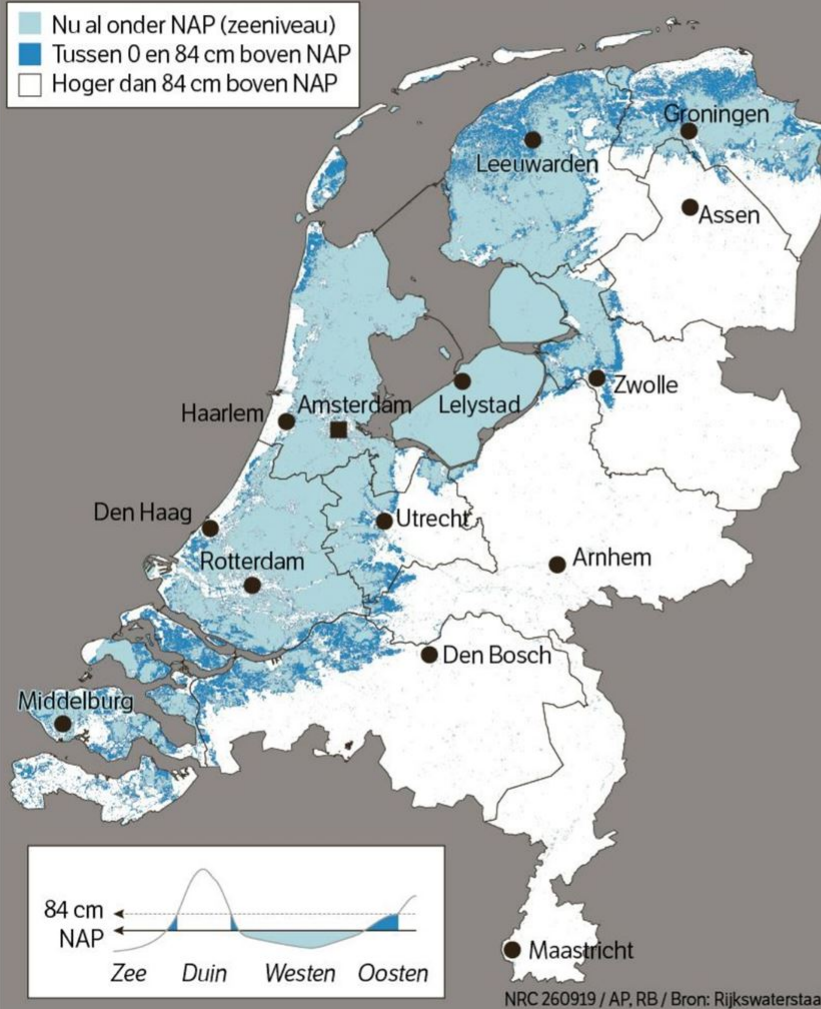 Nu al onder NAP (zeeniveau)
Tussen 0 en 84 cm boven NAP
Hoger dan 84 cm boven NAP
Groningen
Leeuwarden
Assen
Zwolle
Lelystad
Amsterdam
Haarlem
Den Haag
Utrecht
Rotterdam
Arnhem
Den Bosch
Middelburg
84 cm
NAP
Zee Duin Westen Oosten
Maastricht
NRC 260919 / AP, RB / Bron: Rijkswaterstaa